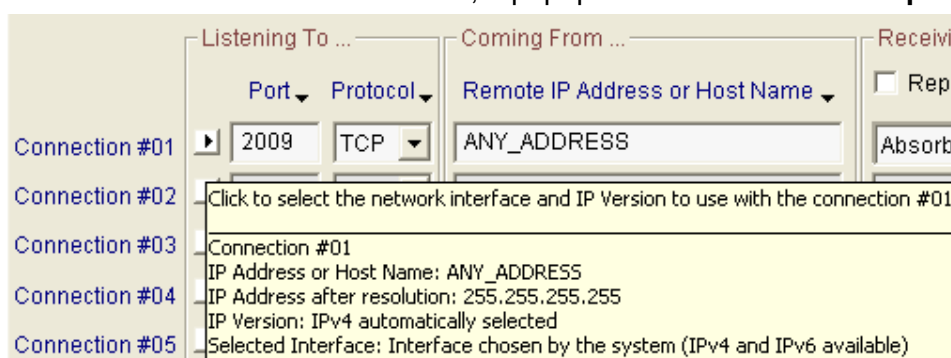 Listening To ... Coming From ... Receivi
Port Protocol Remote IP Address or Host Name Rep
Connection #01 2009 TCP ANY_ADDRESS Absorb
Connection #02 Click to select the network interface and IP Version to use with the connection #01
Connection #03 Connection #01
IP Address or Host Name: ANY_ADDRESS
Connection #04 IP Address after resolution: 255.255.255.255
IP Version: IPv4 automatically selected
Connection #05 Selected Interface: Interface chosen by the system (IPv4 and IPv6 available)